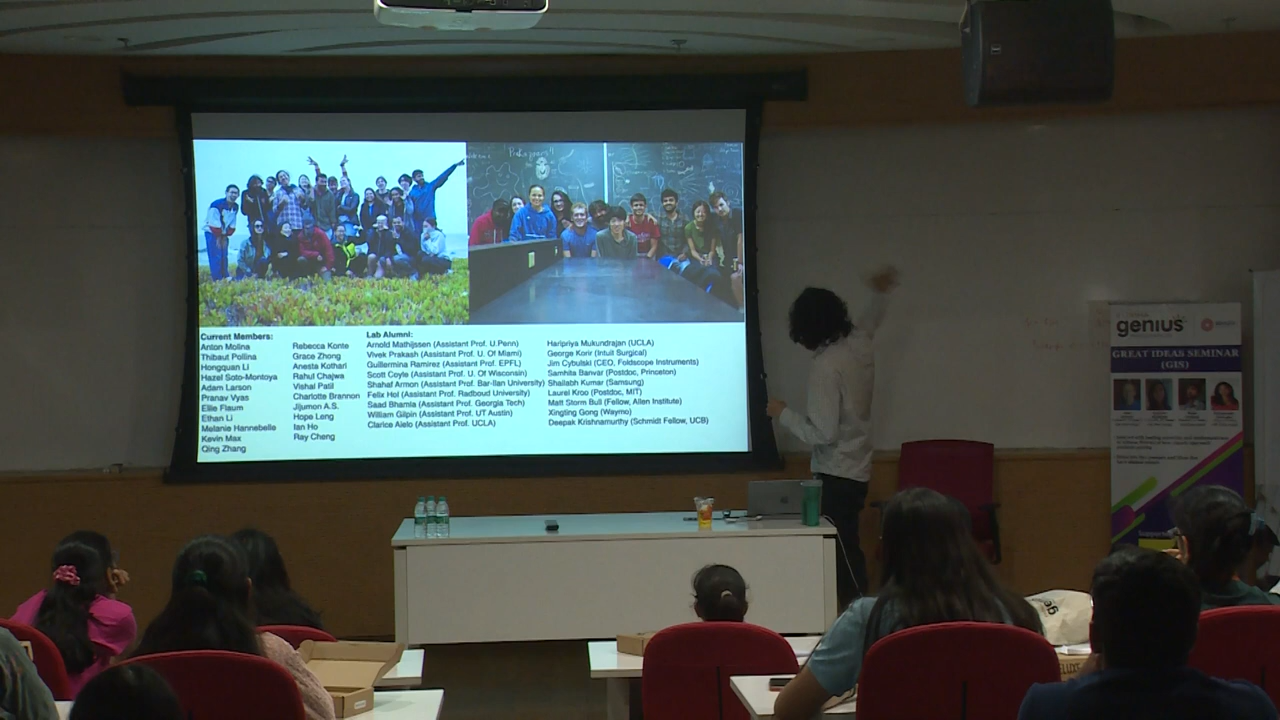 Current Members:
Anton Molina
Thibaut Pollina
Hongquan Li
Hazel Soto-Montoya
Adam Larson
Pranav Vyas
Ellie Flaum
Ethan Li
Melanie Hannebelle
Kevin Max
Qing Zhang
Rebecca Konte
Grace Zhong
Anesta Kothari
Rahul Chajwa
Vishal Patil
Charlotte Brannon
Jijumon A.S.
Hope Leng
Ian Ho
Ray Cheng
Lab Alumni:
Arnold Mathijssen (Assistant Prof. U.Penn)
Vivek Prakash (Assistant Prof. U. Of Miami)
Guillermina Ramirez (Assistant Prof. EPFL)
Scott Coyle (Assistant Prof. U. Of Wisconsin)
Shahaf Armon (Assistant Prof. Bar-Ilan University)
Felix Hol (Assistant Prof. Radboud University)
Saad Bhamla (Assistant Prof. Georgia Tech)
William Gilpin (Assistant Prof. UT Austin)
Clarice Aielo (Assistant Prof. UCLA)
Haripriya Mukundrajan (UCLA)
George Korir (Intuit Surgical)
Jim Cybulski (CEO, Foldscope Instruments)
Samhita Banvar (Postdoc, Princeton)
Shailabh Kumar (Samsung)
Laurel Kroo (Postdoc, MIT)
Matt Storm Bull (Fellow, Allen Institute)
Xingting Gong (Waymo)
Deepak Krishnamurthy (Schmidt Fellow, UCB)
genius
GREAT IDEAS SEMINAR
(GIS)